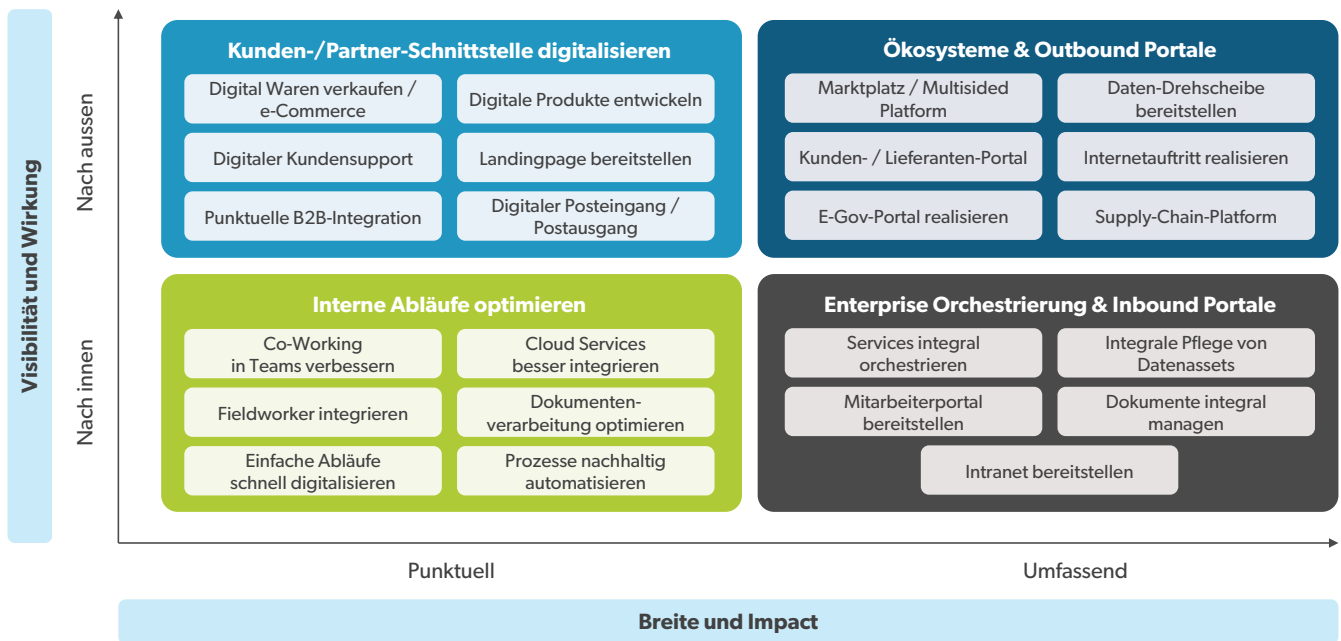 Visibilität und Wirkung
Nach aussen
Nach innen
Kunden-/Partner-Schnittstelle digitalisieren
Digital Waren verkaufen /
e-Commerce
Digitale Produkte entwickeln
Digitaler Kundensupport
Landingpage bereitstellen
Punktuelle B2B-Integration
Digitaler Posteingang /
Postausgang
Ökosysteme & Outbound Portale
Marktplatz / Multisided
Platform
Daten-Drehscheibe
bereitstellen
Kunden- / Lieferanten-Portal
Internetauftritt realisieren
E-Gov-Portal realisieren
Supply-Chain-Platform
Interne Abläufe optimieren
Co-Working
in Teams verbessern
Cloud Services
besser integrieren
Fieldworker integrieren
Dokumenten-
verarbeitung optimieren
Einfache Abläufe
schnell digitalisieren
Prozesse nachhaltig
automatisieren
Enterprise Orchestrierung & Inbound Portale
Services integral
orchestrieren
Integrale Pflege von
Datenassets
Mitarbeiterportal
bereitstellen
Dokumente integral
managen
Intranet bereitstellen
Punktuell
Umfassend
Breite und Impact